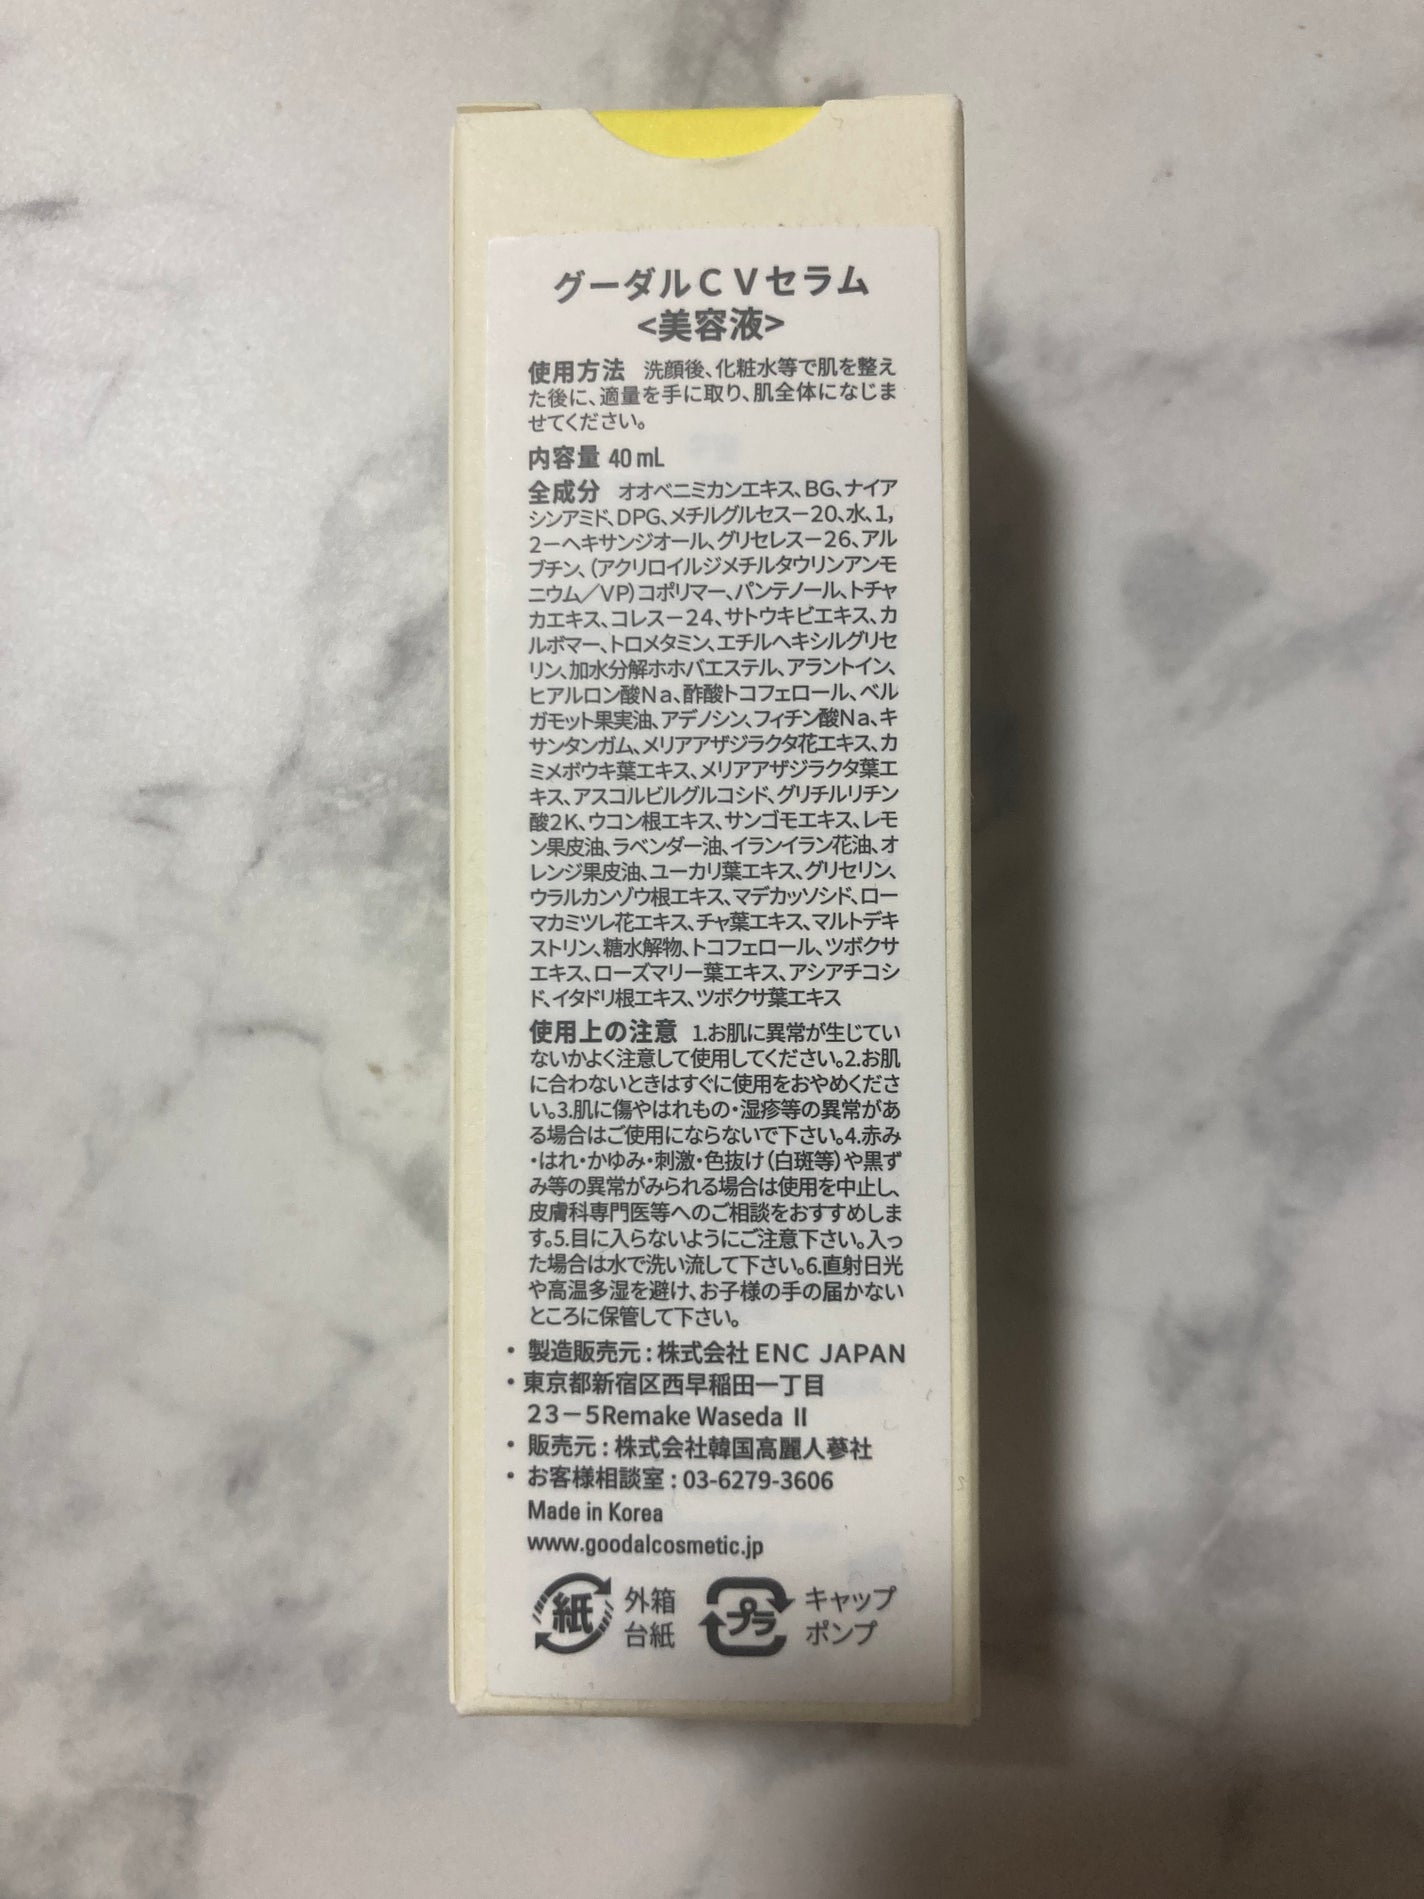 グーダルCVセラム
<美容液>
使用方法 洗顔後、化粧水等で肌を整え
た後に、適量を手に取り、肌全体になじま
せてください。
内容量 40 mL
全成分 オオベニミカンエキス、BG、ナイア
シンアミド、DPG、メチルグルセス－20、水、1,
2－ヘキサンジオール、グリセレス－26、アル
ブチン、(アクリロイルジメチルタウリンアンモ
ニウム／VP)コポリマー、パンテノール、トチャ
カエキス、コレス－24、サトウキビエキス、カ
ルボマー、トロメタミン、エチルヘキシルグリセ
リン、加水分解ホホバエステル、アラントイン、
ヒアルロン酸Na、酢酸トコフェロール、ベル
ガモット果実油、アデノシン、フィチン酸Na、キ
サンタンガム、メリアアザジラクタ花エキス、カ
ミメボウキ葉エキス、メリアアザジラクタ葉エ
キス、アスコルビルグルコシド、グリチルリチン
酸2K、ウコン根エキス、サンゴモエキス、レモ
ン果皮油、ラベンダー油、イランイラン花油、オ
レンジ果皮油、ユーカリ葉エキス、グリセリン、
ウラルカンゾウ根エキス、マデカッソシド、ロー
マカミツレ花エキス、チャ葉エキス、マルトデキ
ストリン、糖水解物、トコフェロール、ツボクサ
エキス、ローズマリー葉エキス、アシアチコシ
ド、イタドリ根エキス、ツボクサ葉エキス
使用上の注意 1.お肌に異常が生じてい
ないかよく注意して使用してください。2.お肌
に合わないときはすぐに使用をおやめくださ
い。3.肌に傷やはれもの・湿疹等の異常があ
る場合はご使用にならないで下さい。4.赤み
・はれ・かゆみ・刺激・色抜け(白斑等)や黒ず
み等の異常がみられる場合は使用を中止し、
皮膚科専門医等へのご相談をおすすめしま
す。5.目に入らないようにご注意下さい。入っ
た場合は水で洗い流して下さい。6.直射日光
や高温多湿を避け、お子様の手の届かない
ところに保管して下さい。
・製造販売元：株式会社 ENC JAPAN
・東京都新宿区西早稲田一丁目
23－5Remake Waseda Ⅱ
・販売元：株式会社韓国高麗人蔘社
・お客様相談室：03-6279-3606
Made in Korea
www.goodalcosmetic.jp
紙 外箱 プラ キャップ
台紙 ポンプ